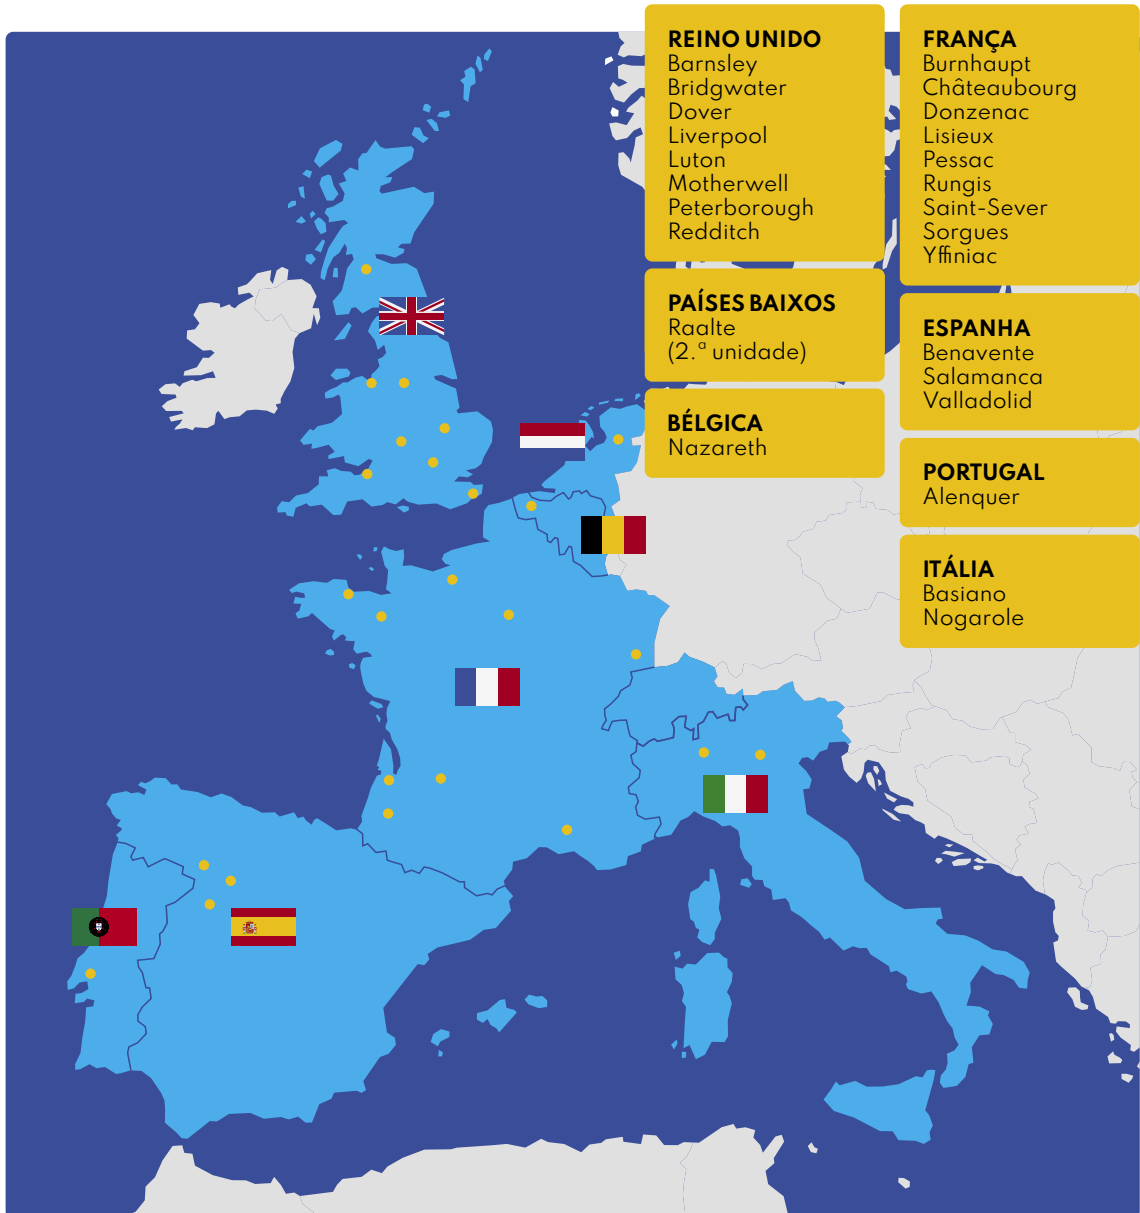 REINO UNIDO
Barnsley
Bridgwater
Dover
Liverpool
Luton
Motherwell
Peterborough
Redditch
PAÍSES BAIXOS
Raalte
(2.ª unidade)
BÉLGICA
Nazareth
FRANÇA
Burnhaupt
Châteaubourg
Donzenac
Lisieux
Pessac
Rungis
Saint-Sever
Sorgues
Yffiniac
ESPANHA
Benavente
Salamanca
Valladolid
PORTUGAL
Alenquer
ITÁLIA
Basiano
Nogarole